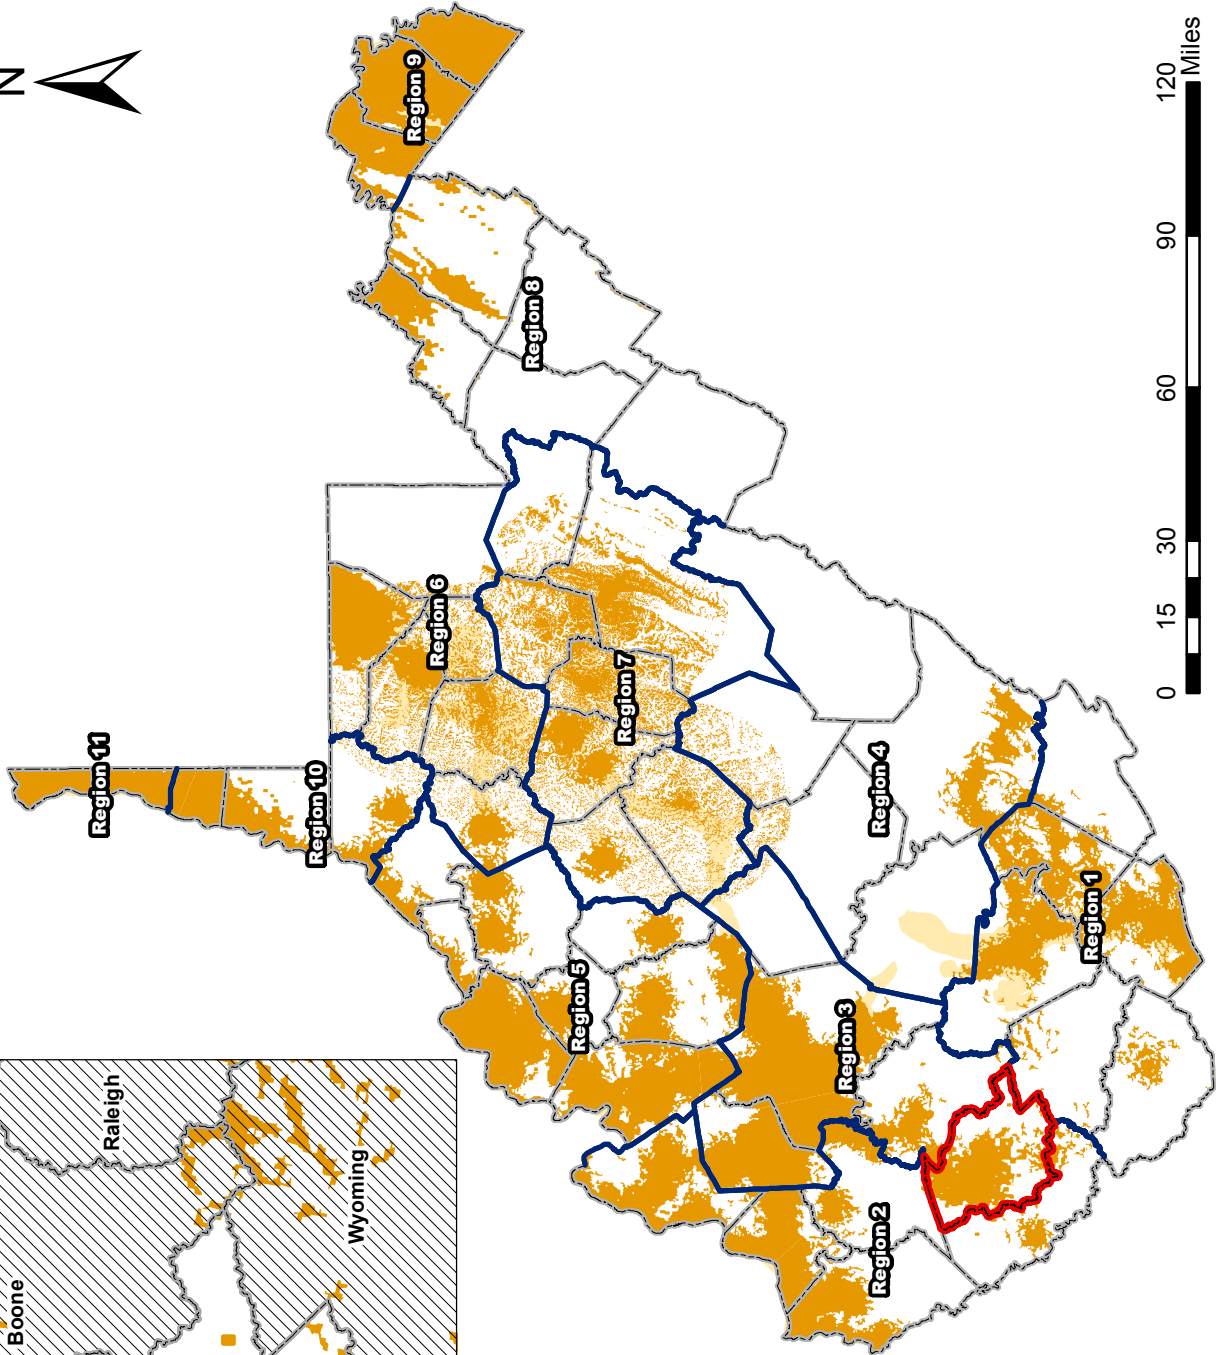 N
Region 9
Region 8
Region 6
Region 7
Region 11
Region 10
Region 4
Region 5
Region 1
Region 3
Region 2
Raleigh
Wyoming
Boone
0
15
30
60
90
120
Miles